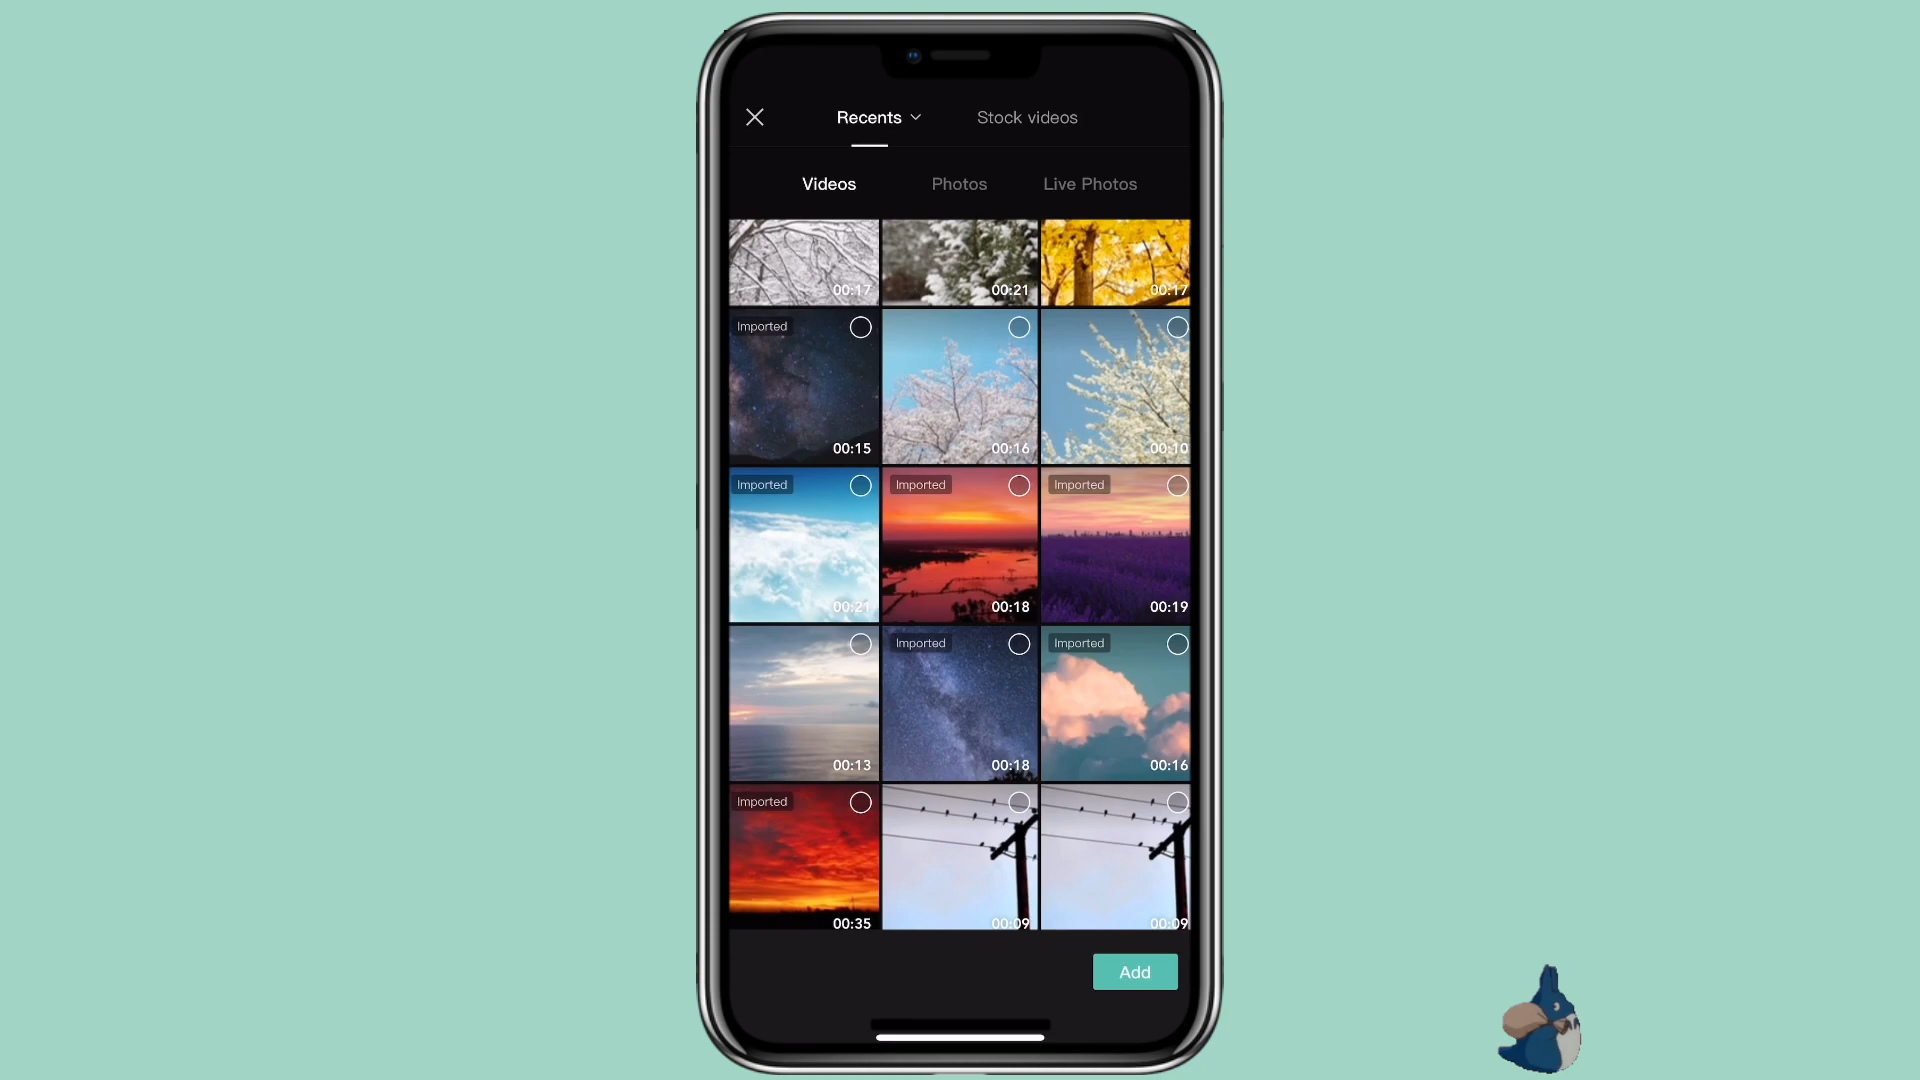 Recents Stock videos
Videos Photos Live Photos
00:17 00:21 00:17
Imported
00:15 00:16 00:10
Imported Imported Imported
00:21 00:18 00:19
Imported Imported
00:13 00:18 00:16
Imported
00:35 00:09 00:09
Add